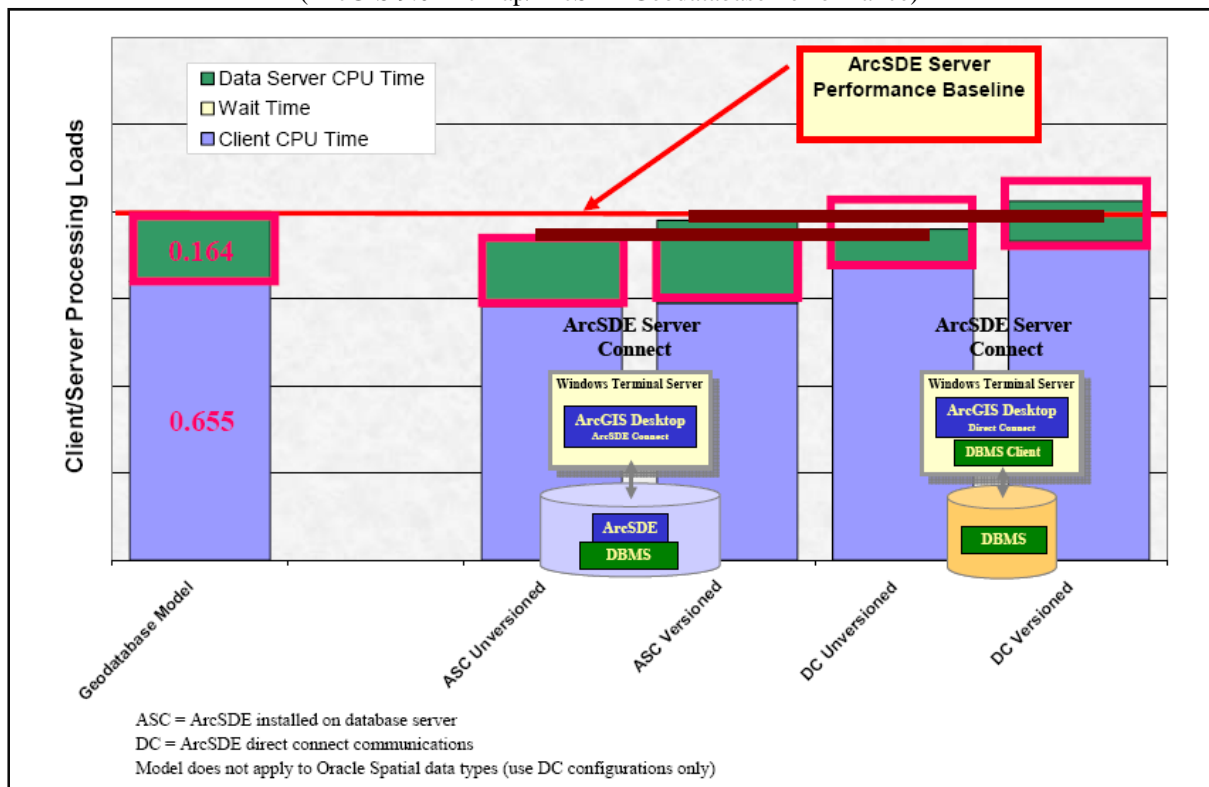 Data Server CPU Time
Wait Time
Client CPU Time
ArcSDE Server
Performance Baseline
Client/Server Processing Loads
0.164
0.655
ArcSDE Server
Connect
Windows Terminal Server
ArcGIS Desktop
ArcSDE Connect
ArcSDE
DBMS
ArcSDE Server
Connect
Windows Terminal Server
ArcGIS Desktop
Direct Connect
DBMS Client
DBMS
Geodatabase Model
ASC Unversioned
ASC Versioned
DC Unversioned
DC Versioned
ASC = ArcSDE installed on database server
DC = ArcSDE direct connect communications
Model does not apply to Oracle Spatial data types (use DC configurations only)